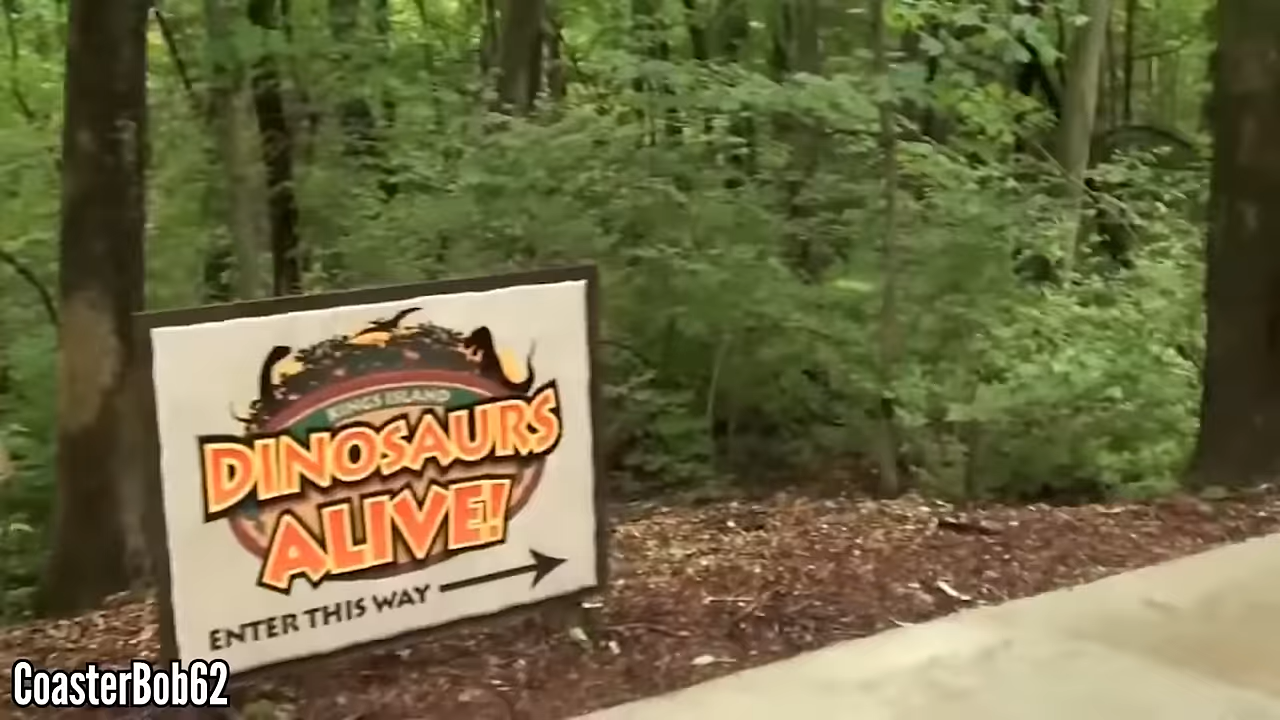 KINGS ISLAND
DINOSAURS
ALIVE!
ENTER THIS WAY
CoasterBob62